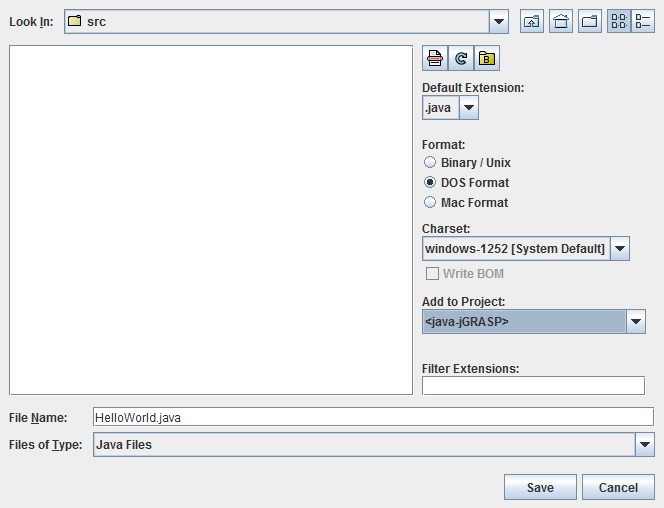 Look In: src
Default Extension:
.java
Format:
Binary / Unix
DOS Format
Mac Format
Charset:
windows-1252 [System Default]
Write BOM
Add to Project:
<java-jGRASP>
Filter Extensions:
File Name: HelloWorld.java
Files of Type: Java Files
Save Cancel